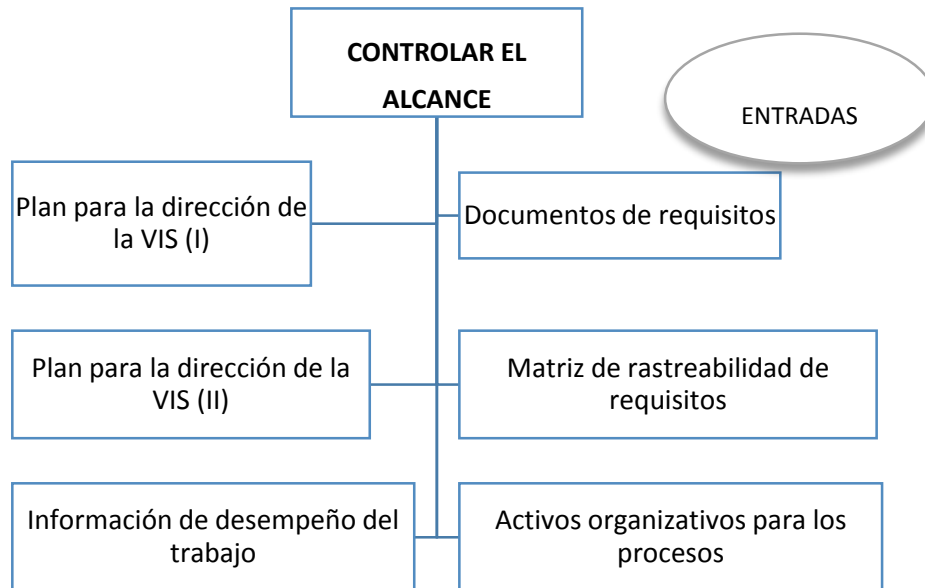 CONTROLAR EL
ALCANCE
ENTRADAS
Plan para la dirección de
la VIS (I)
Documentos de requisitos
Plan para la dirección de la
VIS (II)
Matriz de rastreabilidad de
requisitos
Información de desempeño del
trabajo
Activos organizativos para los
procesos